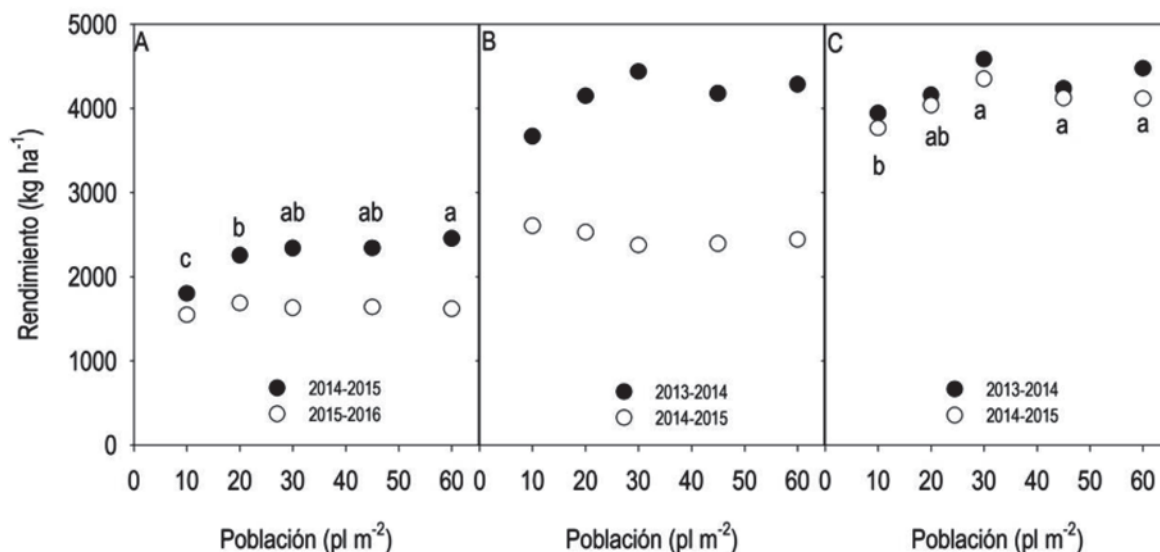 5000
A
B
C
4000
a
ab
a
a
b
3000
ab
ab
a
b
c
2000
1000
0
Rendimiento (kg ha⁻¹)
2014-2015
2015-2016
2013-2014
2014-2015
2013-2014
2014-2015
0 10 20 30 40 50 60 0 10 20 30 40 50 60 0 10 20 30 40 50 60
Población (pl m⁻²) Población (pl m⁻²) Población (pl m⁻²)